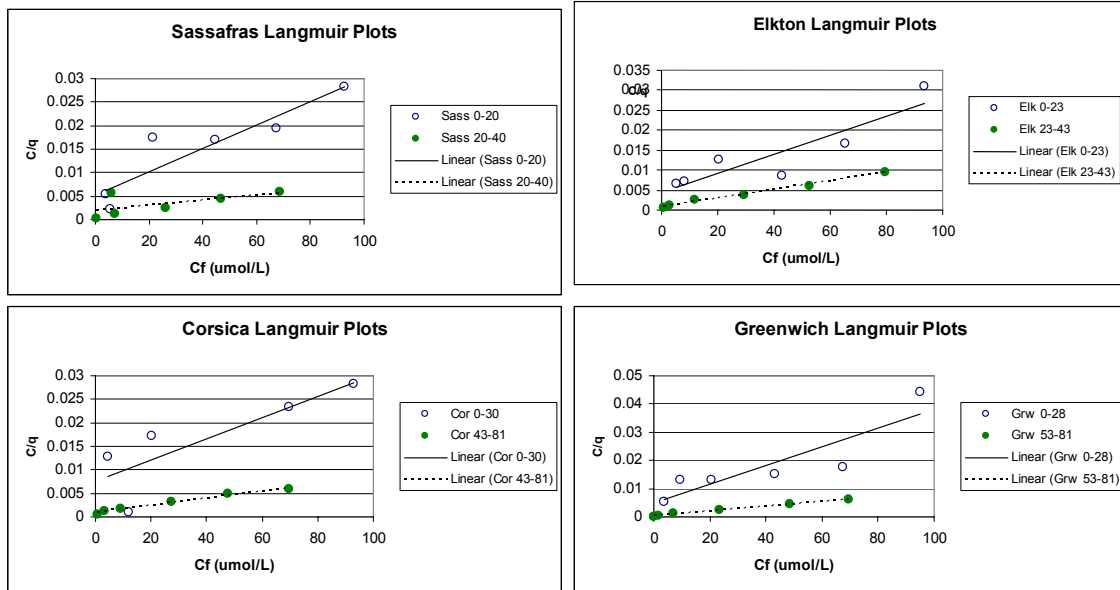 Sassafras Langmuir Plots
C/q
0.03
0.025
0.02
0.015
0.01
0.005
0
0 20 40 60 80 100
Cf (umol/L)
Sass 0-20
Sass 20-40
Linear (Sass 0-20)
Linear (Sass 20-40)
Elkton Langmuir Plots
C/q
0.035
0.03
0.025
0.02
0.015
0.01
0.005
0
0 20 40 60 80 100
Cf (umol/L)
Elk 0-23
Elk 23-43
Linear (Elk 0-23)
Linear (Elk 23-43)
Corsica Langmuir Plots
C/q
0.03
0.025
0.02
0.015
0.01
0.005
0
0 20 40 60 80 100
Cf (umol/L)
Cor 0-30
Cor 43-81
Linear (Cor 0-30)
Linear (Cor 43-81)
Greenwich Langmuir Plots
C/q
0.05
0.04
0.03
0.02
0.01
0
0 20 40 60 80 100
Cf (umol/L)
Grw 0-28
Grw 53-81
Linear (Grw 0-28)
Linear (Grw 53-81)